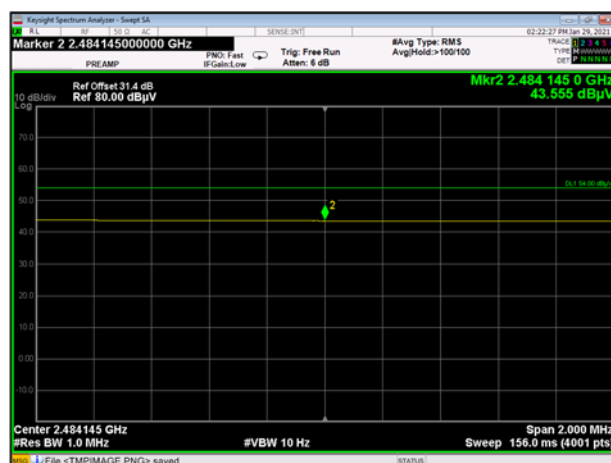 Keysight Spectrum Analyzer - Swept SA
RL RF 50 Ω AC SENSE:INT 02:22:27 PM Jan 29, 2021
Marker 2 2.484145000000 GHz
PREAMP
PNO: Fast
IFGain:Low
Trig: Free Run
Atten: 6 dB
#Avg Type: RMS
Avg|Hold:>100/100
TRACE 1 2 3 4 5
TYPE
DET P N N N N
Mkr2 2.484 145 0 GHz
43.555 dBµV
Ref Offset 31.4 dB
Ref 80.00 dBµV
10 dB/div
Log
70.0
60.0
DL1 54.00 dBµV
50.0
2
40.0
30.0
20.0
10.0
0.00
-10.0
Center 2.484145 GHz
Span 2.000 MHz
#Res BW 1.0 MHz
#VBW 10 Hz
Sweep 156.0 ms (4001 pts)
MSG File <TMPIMAGE.PNG> saved
STATUS